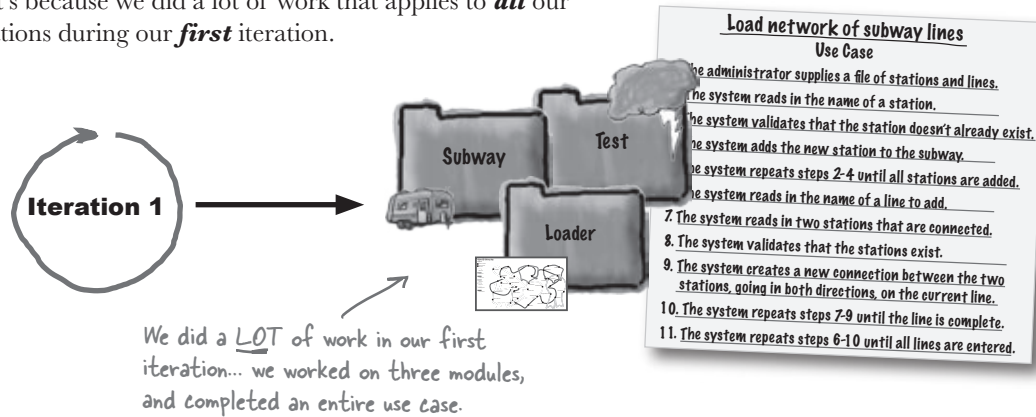 's because we did a lot of work that applies to all our
tions during our first iteration.
Load network of subway lines
Use Case
he administrator supplies a file of stations and lines.
he system reads in the name of a station.
he system validates that the station doesn't already exist.
he system adds the new station to the subway.
he system repeats steps 2-4 until all stations are added.
he system reads in the name of a line to add.
7. The system reads in two stations that are connected.
8. The system validates that the stations exist.
9. The system creates a new connection between the two
stations, going in both directions, on the current line.
10. The system repeats steps 7-9 until the line is complete.
11. The system repeats steps 6-10 until all lines are entered.
Iteration 1
Subway
Test
Loader
We did a LOT of work in our first
iteration... we worked on three modules,
and completed an entire use case.